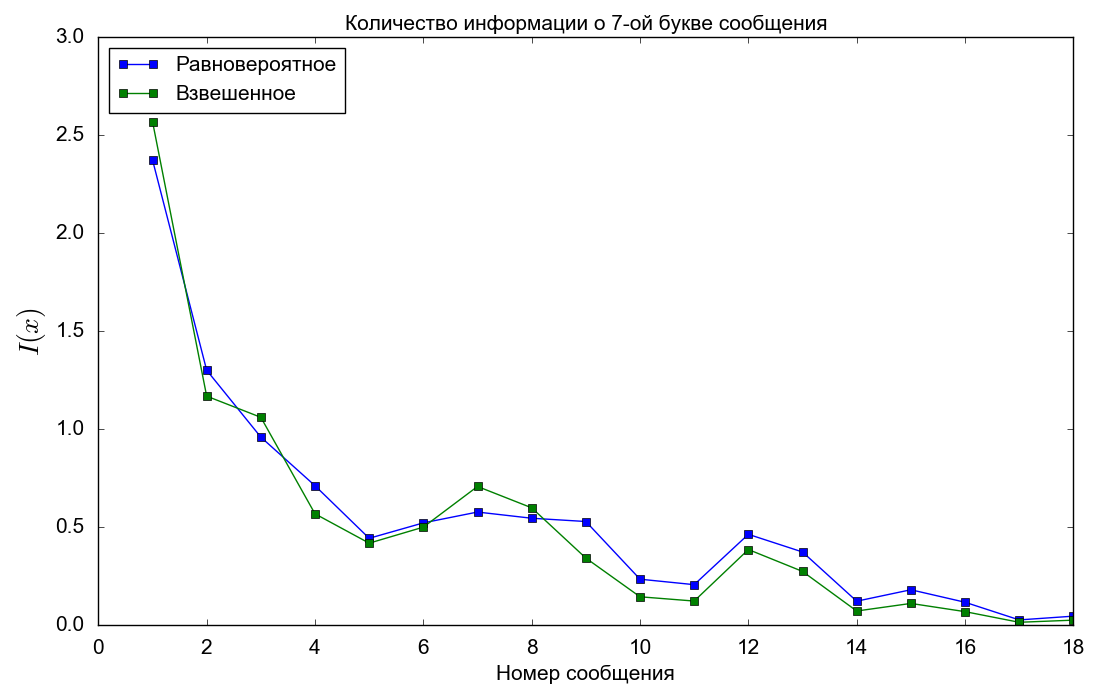 Количество информации о 7-ой букве сообщения
3.0
Равновероятное
Взвешенное
2.5
2.0
1.5
I(x)
1.0
0.5
0.0
0 2 4 6 8 10 12 14 16 18
Номер сообщения